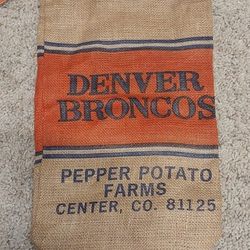 DENVER
BRONCOS
PEPPER POTATO
FARMS
CENTER, CO. 81125